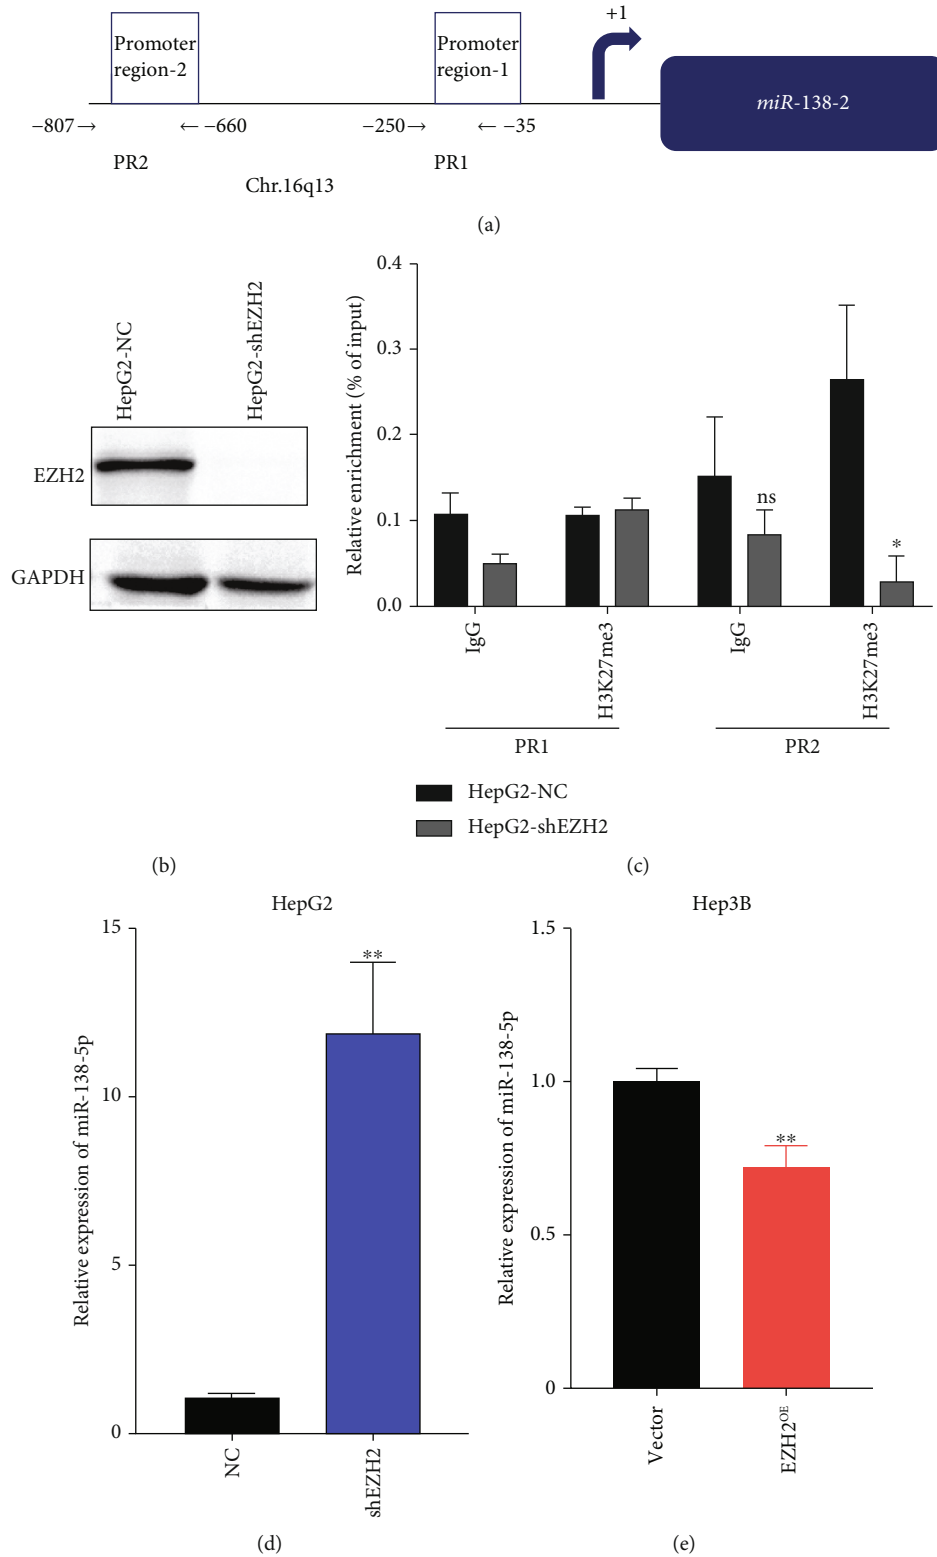 +1
Promoter
region-2
Promoter
region-1
miR-138-2
−807→
←−660
−250→
←−35
PR2
PR1
Chr.16q13
(a)
HepG2-NC
HepG2-shEZH2
EZH2
GAPDH
(b)
Relative enrichment (% of input)
0.4
0.3
0.2
0.1
0.0
ns
*
IgG
H3K27me3
IgG
H3K27me3
PR1
PR2
HepG2-NC
HepG2-shEZH2
(c)
HepG2
Relative expression of miR-138-5p
15
10
5
0
**
NC
shEZH2
(d)
Hep3B
Relative expression of miR-138-5p
1.5
1.0
0.5
0
**
Vector
EZH2OE
(e)